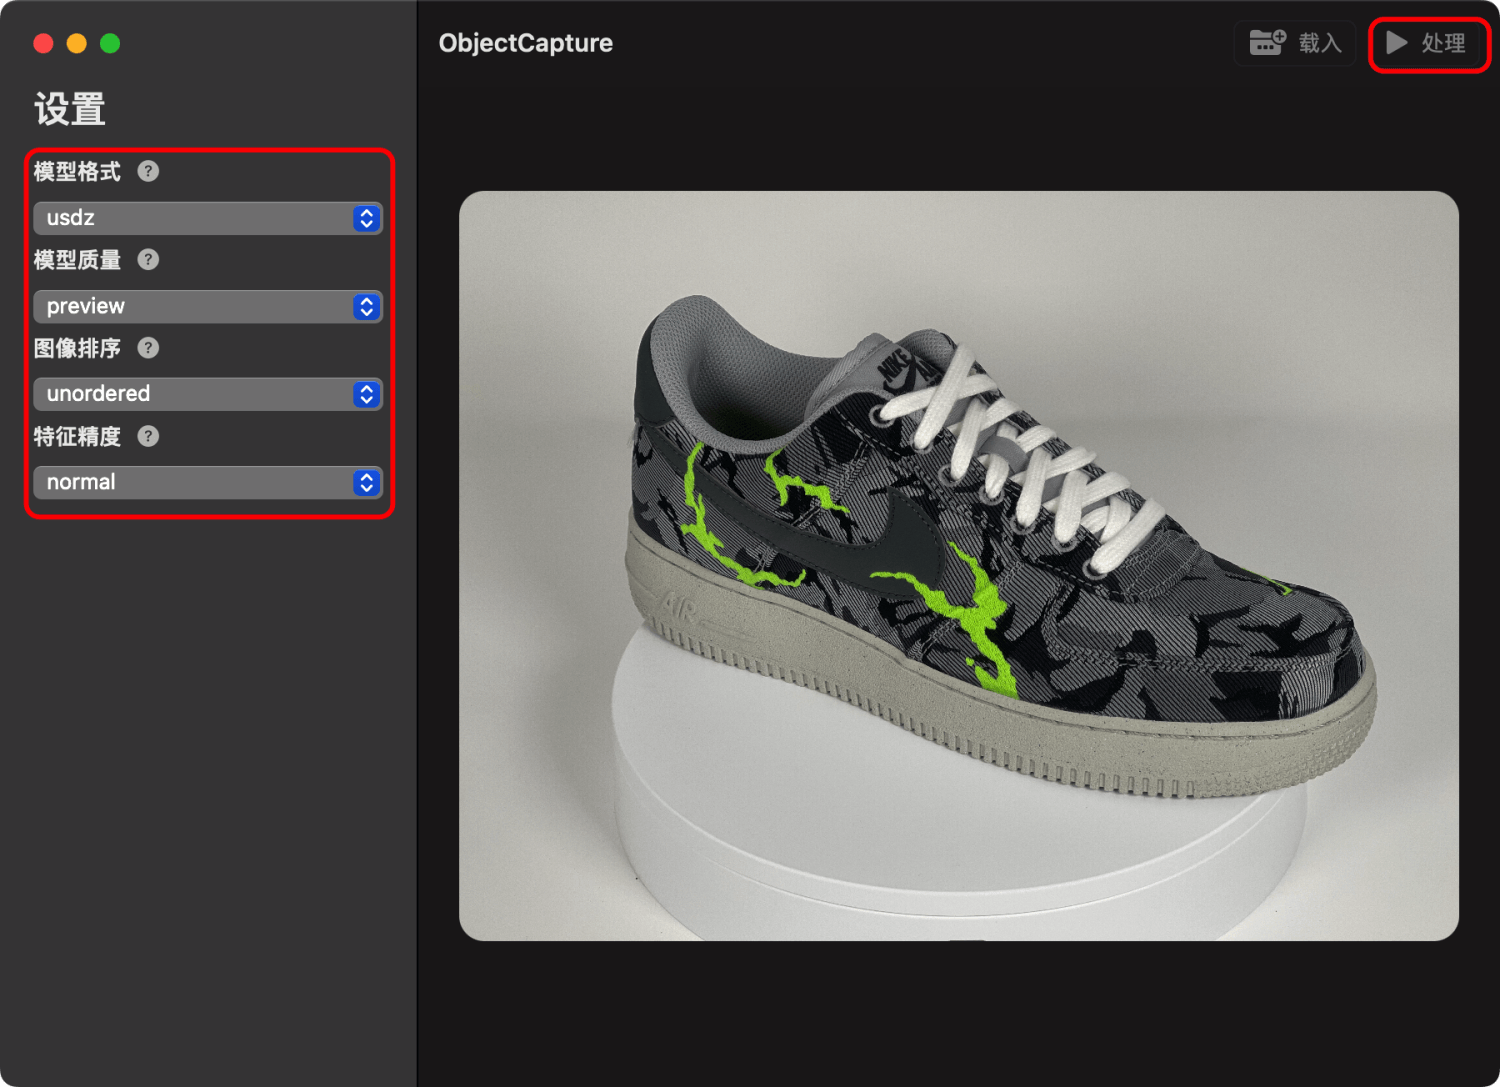 ObjectCapture
载入
处理
设置
模型格式 ?
usdz
模型质量 ?
preview
图像排序 ?
unordered
特征精度 ?
normal
NIKE
AIR
AIR